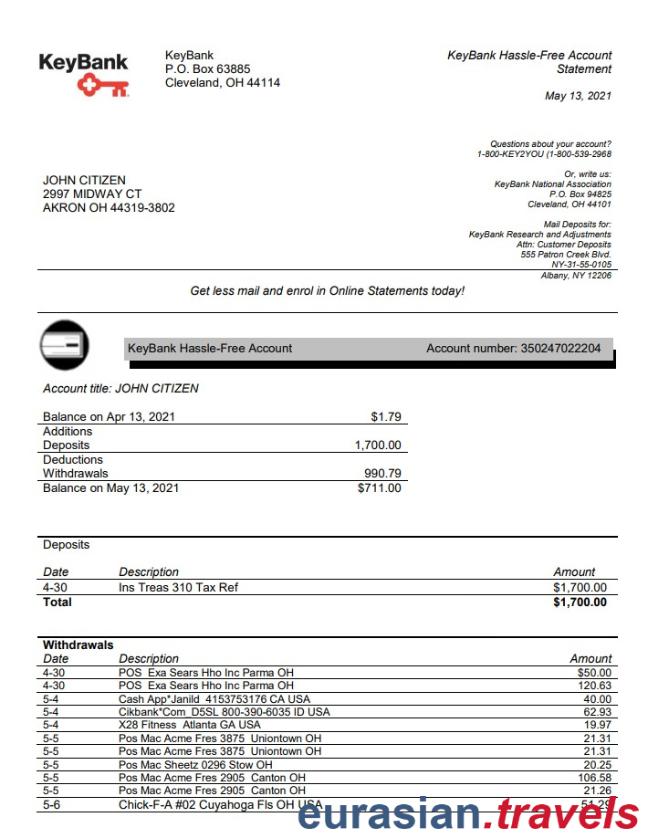 KeyBank
KeyBank
P.O. Box 63885
Cleveland, OH 44114
KeyBank Hassle-Free Account
Statement
May 13, 2021
Questions about your account?
1-800-KEY2YOU (1-800-539-2968
Or, write us:
KeyBank National Association
P.O. Box 94825
Cleveland, OH 44101
Mail Deposits for:
KeyBank Research and Adjustments
Attn: Customer Deposits
555 Patron Creek Blvd.
NY-31-55-0105
Albany, NY 12206
JOHN CITIZEN
2997 MIDWAY CT
AKRON OH 44319-3802
Get less mail and enrol in Online Statements today!
KeyBank Hassle-Free Account Account number: 350247022204
Account title: JOHN CITIZEN
Balance on Apr 13, 2021 $1.79
Additions
Deposits 1,700.00
Deductions
Withdrawals 990.79
Balance on May 13, 2021 $711.00
Deposits
Date Description Amount
4-30 Ins Treas 310 Tax Ref $1,700.00
Total $1,700.00
Withdrawals
Date Description Amount
4-30 POS Exa Sears Hho Inc Parma OH $50.00
4-30 POS Exa Sears Hho Inc Parma OH 120.63
5-4 Cash App*Janild 4153753176 CA USA 40.00
5-4 Cikbank*Com_D5SL 800-390-6035 ID USA 62.93
5-4 X28 Fitness Atlanta GA USA 19.97
5-5 Pos Mac Acme Fres 3875 Uniontown OH 21.31
5-5 Pos Mac Acme Fres 3875 Uniontown OH 21.31
5-5 Pos Mac Sheetz 0296 Stow OH 20.25
5-5 Pos Mac Acme Fres 2905 Canton OH 106.58
5-5 Pos Mac Acme Fres 2905 Canton OH 21.26
5-6 Chick-F-A #02 Cuyahoga Fls OH USA 51.29
eurasian.travels